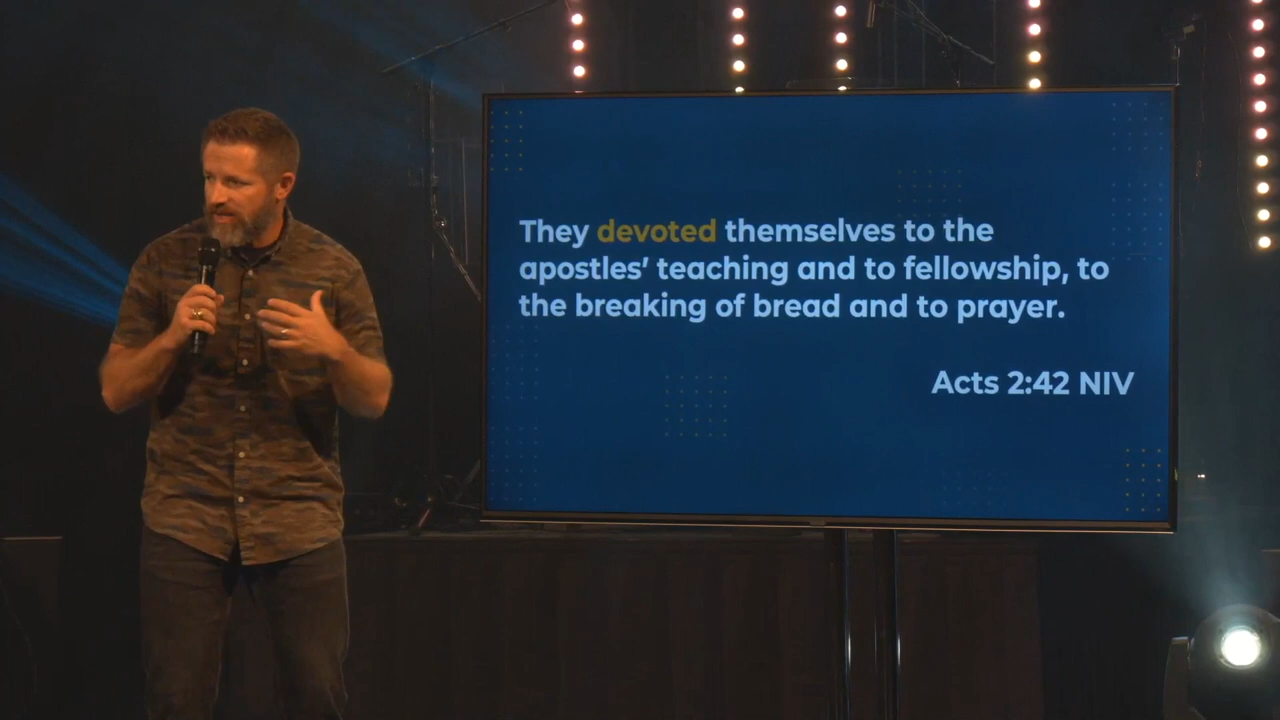 They devoted themselves to the
apostles’ teaching and to fellowship, to
the breaking of bread and to prayer.
Acts 2:42 NIV